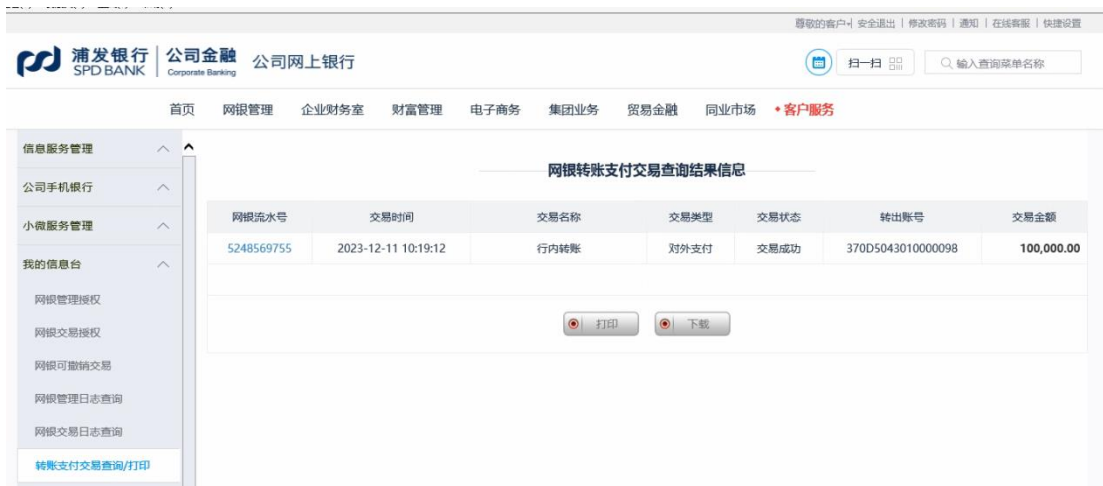 尊敬的客户 安全退出 | 修改密码 | 通知 | 在线客服 | 快捷设置
浦发银行 公司金融 公司网上银行 扫一扫 输入查询菜单名称
SPD BANK Corporate Banking
首页 网银管理 企业财务室 财富管理 电子商务 集团业务 贸易金融 同业市场 客户服务
信息服务管理
公司手机银行
小微服务管理
我的信息台
网银管理授权
网银交易授权
网银可撤销交易
网银管理日志查询
网银交易日志查询
转账支付交易查询/打印
网银转账支付交易查询结果信息
网银流水号 交易时间 交易名称 交易类型 交易状态 转出账号 交易金额
5248569755 2023-12-11 10:19:12 行内转账 对外支付 交易成功 370D5043010000098 100,000.00
打印 下载